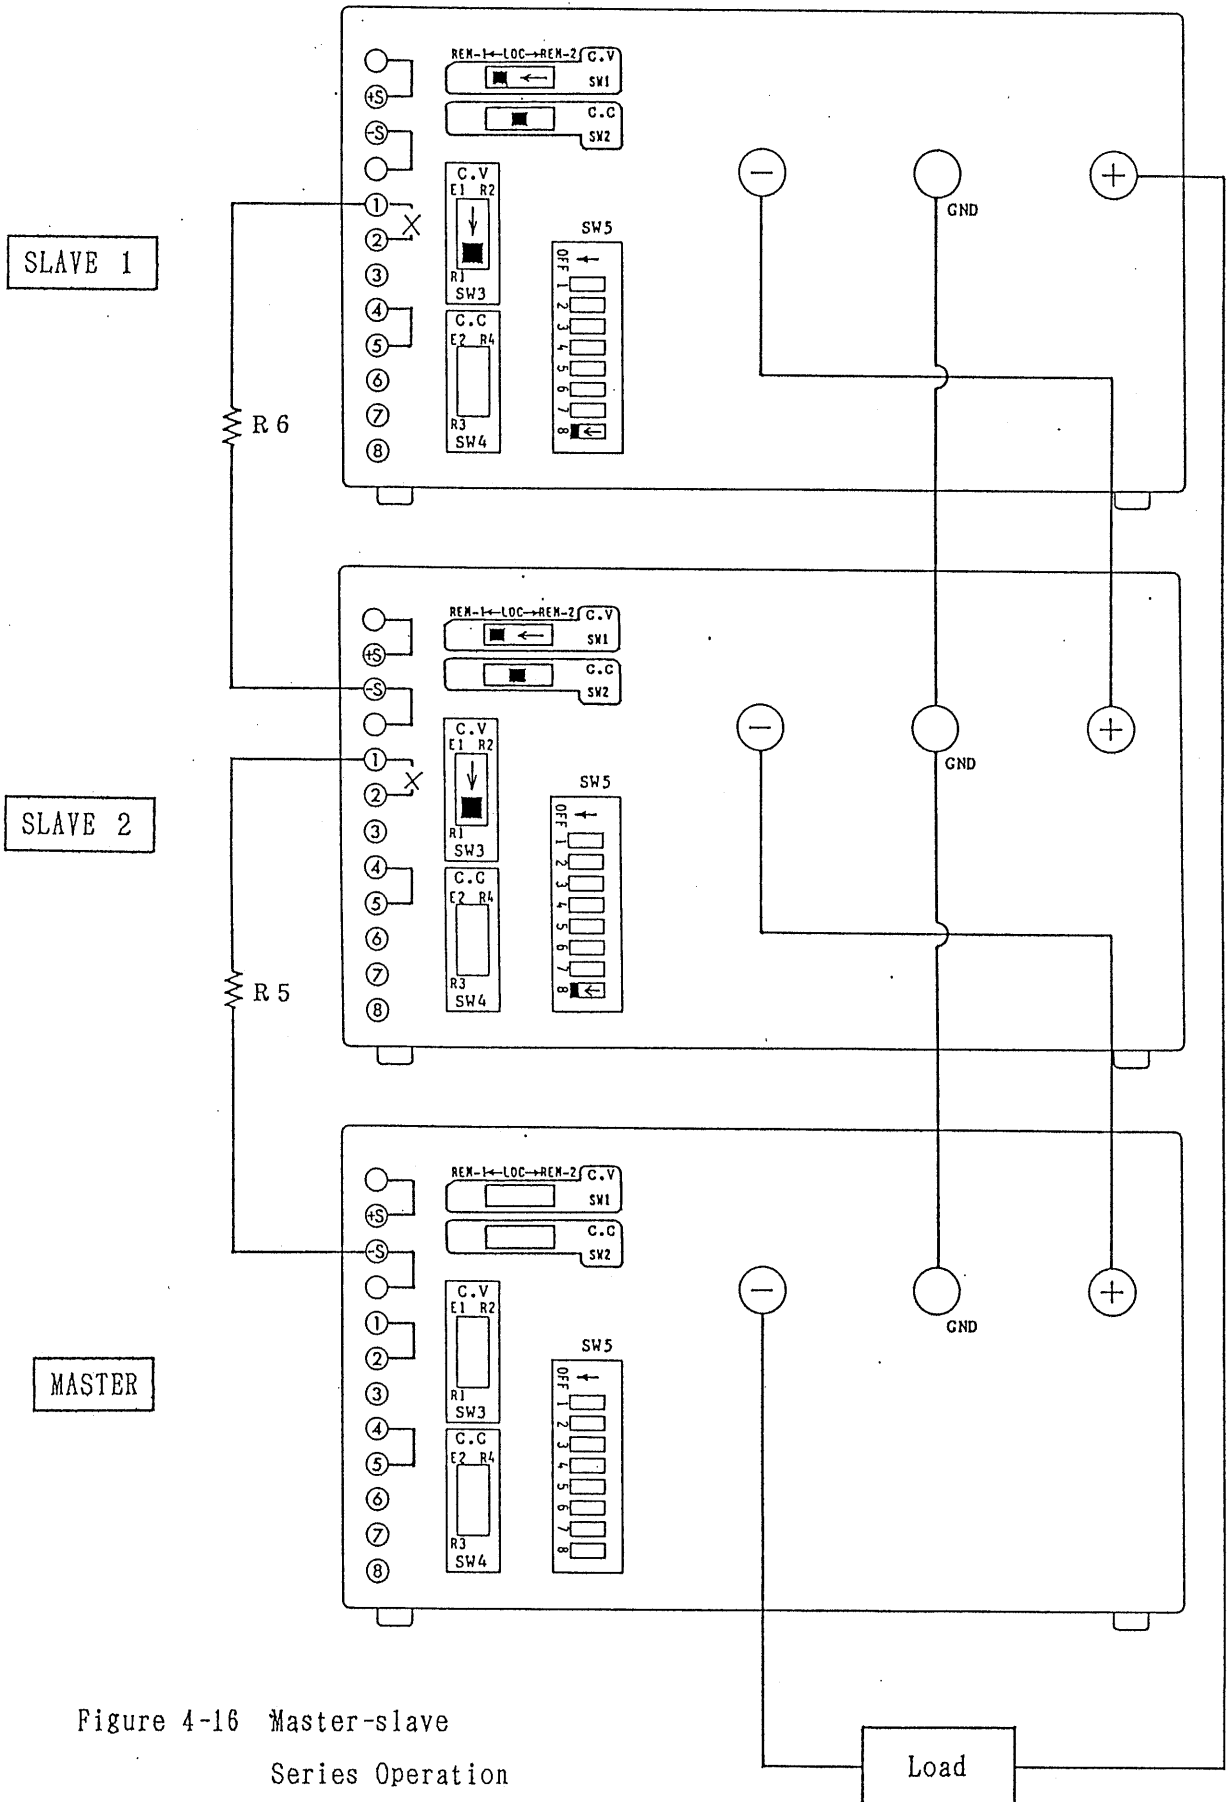 SLAVE 1
REM-1←LOC→REM-2 C.V
SW1
C.C
SW2
+S
-S
1
2
3
4
5
6
7
8
C.V
E1 R2
R1
SW3
C.C
E2 R4
R3
SW4
SW5
OFF ←
1
2
3
4
5
6
7
8
−
GND
+
R6
SLAVE 2
REM-1←LOC→REM-2 C.V
SW1
C.C
SW2
+S
-S
1
2
3
4
5
6
7
8
C.V
E1 R2
R1
SW3
C.C
E2 R4
R3
SW4
SW5
OFF ←
1
2
3
4
5
6
7
8
−
GND
+
R5
MASTER
REM-1←LOC→REM-2 C.V
SW1
C.C
SW2
+S
-S
1
2
3
4
5
6
7
8
C.V
E1 R2
R1
SW3
C.C
E2 R4
R3
SW4
SW5
OFF ←
1
2
3
4
5
6
7
8
−
GND
+
Figure 4-16 Master-slave
Series Operation
Load